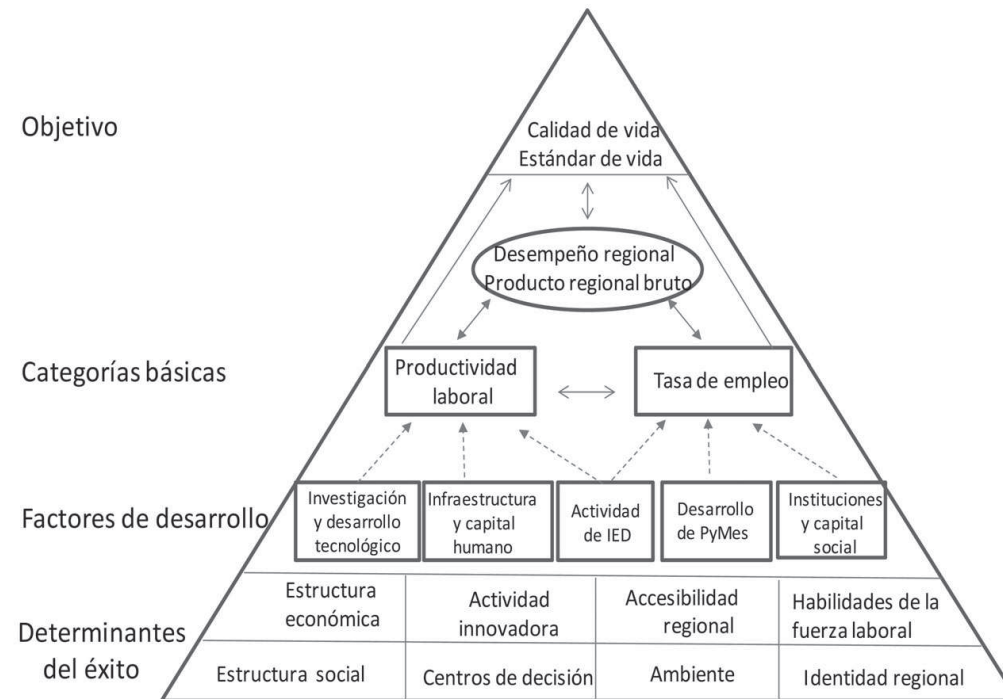 Objetivo
Calidad de vida
Estándar de vida
Desempeño regional
Producto regional bruto
Categorías básicas
Productividad
laboral
Tasa de empleo
Factores de desarrollo
Investigación
y desarrollo
tecnológico
Infraestructura
y capital
humano
Actividad
de IED
Desarrollo
de PyMes
Instituciones
y capital
social
Determinantes
del éxito
Estructura
económica
Actividad
innovadora
Accesibilidad
regional
Habilidades de la
fuerza laboral
Estructura social
Centros de decisión
Ambiente
Identidad regional